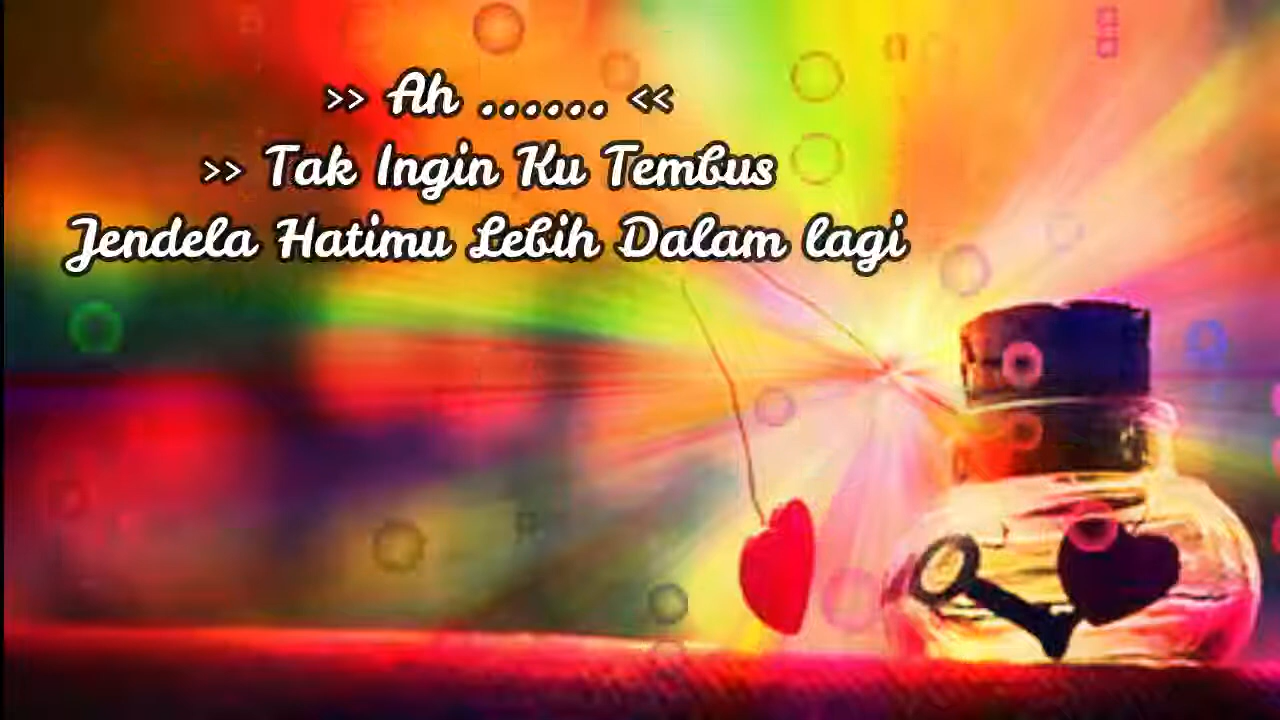 >> Ah ...... <<
>> Tak Ingin Ku Tembus
Jendela Hatimu Lebih Dalam lagi